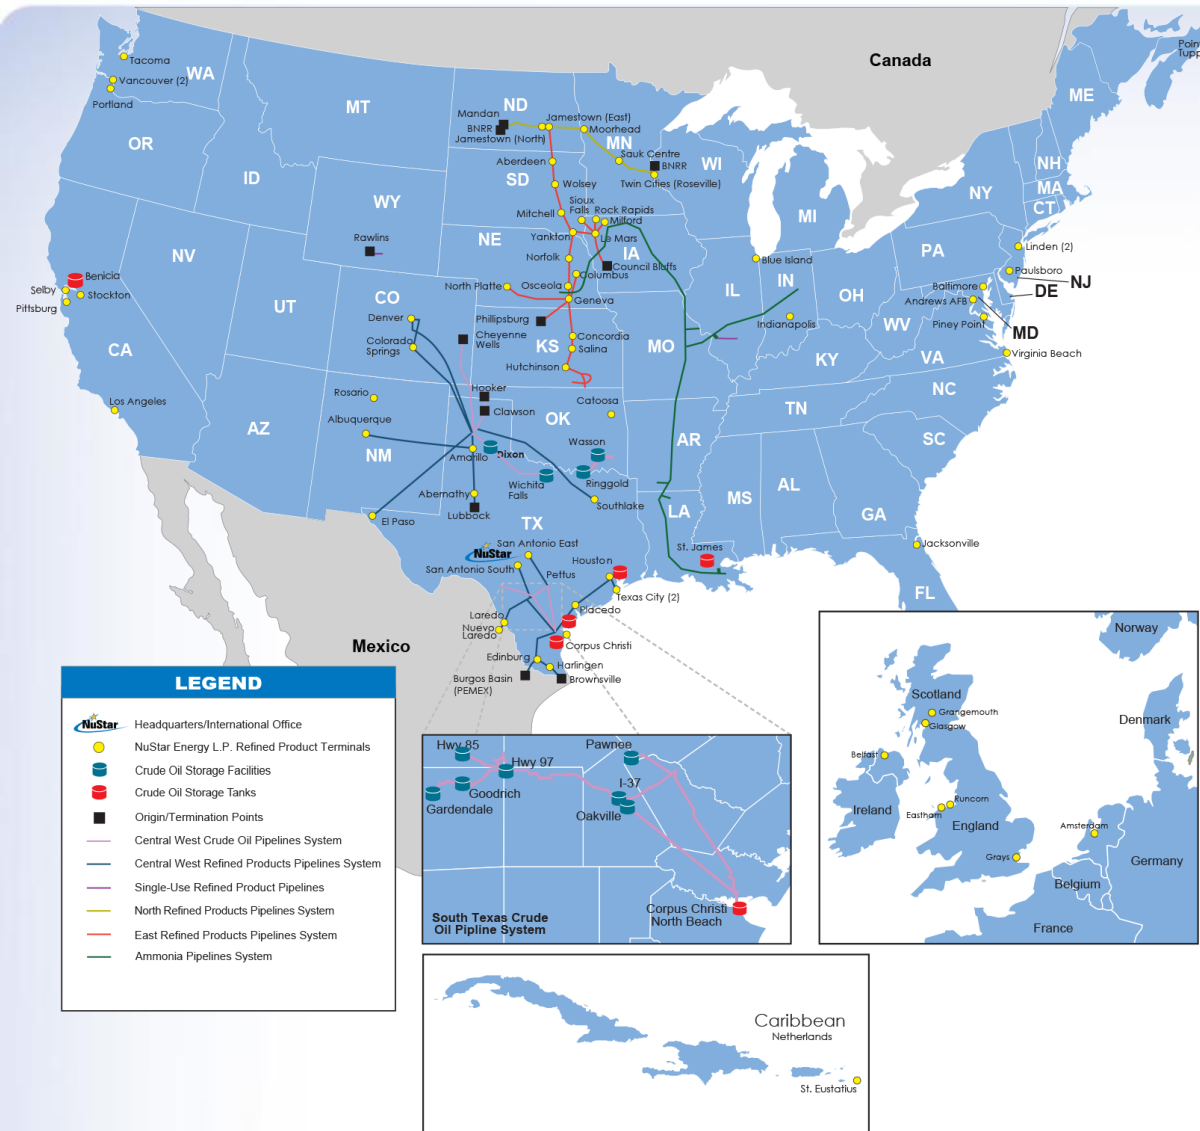 Canada
Point
Tupp
Tacoma
Vancouver (2)
WA
Portland
MT
ND
ME
Mandan
BNRR
Jamestown (North)
Jamestown (East)
Moorhead
MN
OR
Sauk Centre
BNRR
Twin Cities (Roseville)
WI
NH
MA
CT
NY
ID
Aberdeen
SD
Wolsey
WY
Mitchell
Sioux
Falls
Rock Rapids
Milford
MI
Rawlins
NE
Yankton
Le Mars
IA
PA
Linden (2)
NV
Norfolk
Council Bluffs
Blue Island
Paulsboro
NJ
Benicia
Selby
Stockton
Pittsburg
UT
CO
North Platte
Columbus
Osceola
Geneva
IL
IN
OH
Baltimore
Andrews AFB
DE
Denver
Colorado
Springs
Phillipsburg
Cheyenne
Wells
KS
Concordia
Salina
MO
Indianapolis
WV
Piney Point
MD
CA
Hutchinson
KY
VA
Virginia Beach
Los Angeles
Rosario
Hooker
Clawson
Catoosa
NC
Albuquerque
AZ
NM
OK
TN
SC
Amarillo
Dixon
Wasson
AR
Wichita
Falls
Ringgold
Abernathy
Lubbock
Southlake
MS
AL
GA
El Paso
TX
LA
NuStar
San Antonio East
San Antonio South
Pettus
Houston
St. James
Jacksonville
Texas City (2)
FL
Placedo
Laredo
Nuevo
Laredo
Corpus Christi
Mexico
Edinburg
Harlingen
Burgos Basin
(PEMEX)
Brownsville
LEGEND
NuStar
Headquarters/International Office
NuStar Energy L.P. Refined Product Terminals
Crude Oil Storage Facilities
Crude Oil Storage Tanks
Origin/Termination Points
Central West Crude Oil Pipelines System
Central West Refined Products Pipelines System
Single-Use Refined Product Pipelines
North Refined Products Pipelines System
East Refined Products Pipelines System
Ammonia Pipelines System
Hwy 85
Hwy 97
Pawnee
Goodrich
Gardendale
I-37
Oakville
Corpus Christi
North Beach
South Texas Crude
Oil Pipline System
Norway
Scotland
Grangemouth
Glasgow
Denmark
Belfast
Ireland
Runcorn
Eastham
England
Amsterdam
Grays
Germany
Belgium
France
Caribbean
Netherlands
St. Eustatius